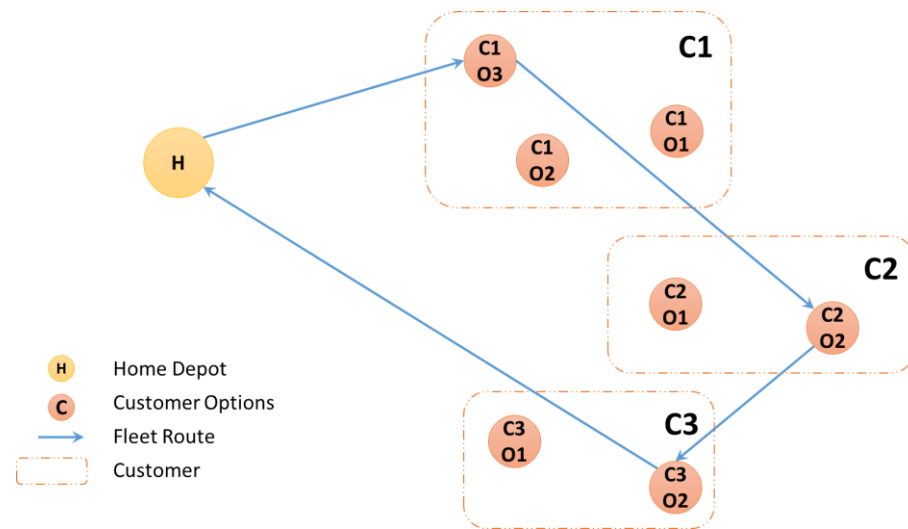 C1
C1
O3
C1
O1
C1
O2
H
C2
C2
O1
C2
O2
C3
C3
O1
C3
O2
H Home Depot
C Customer Options
Fleet Route
Customer